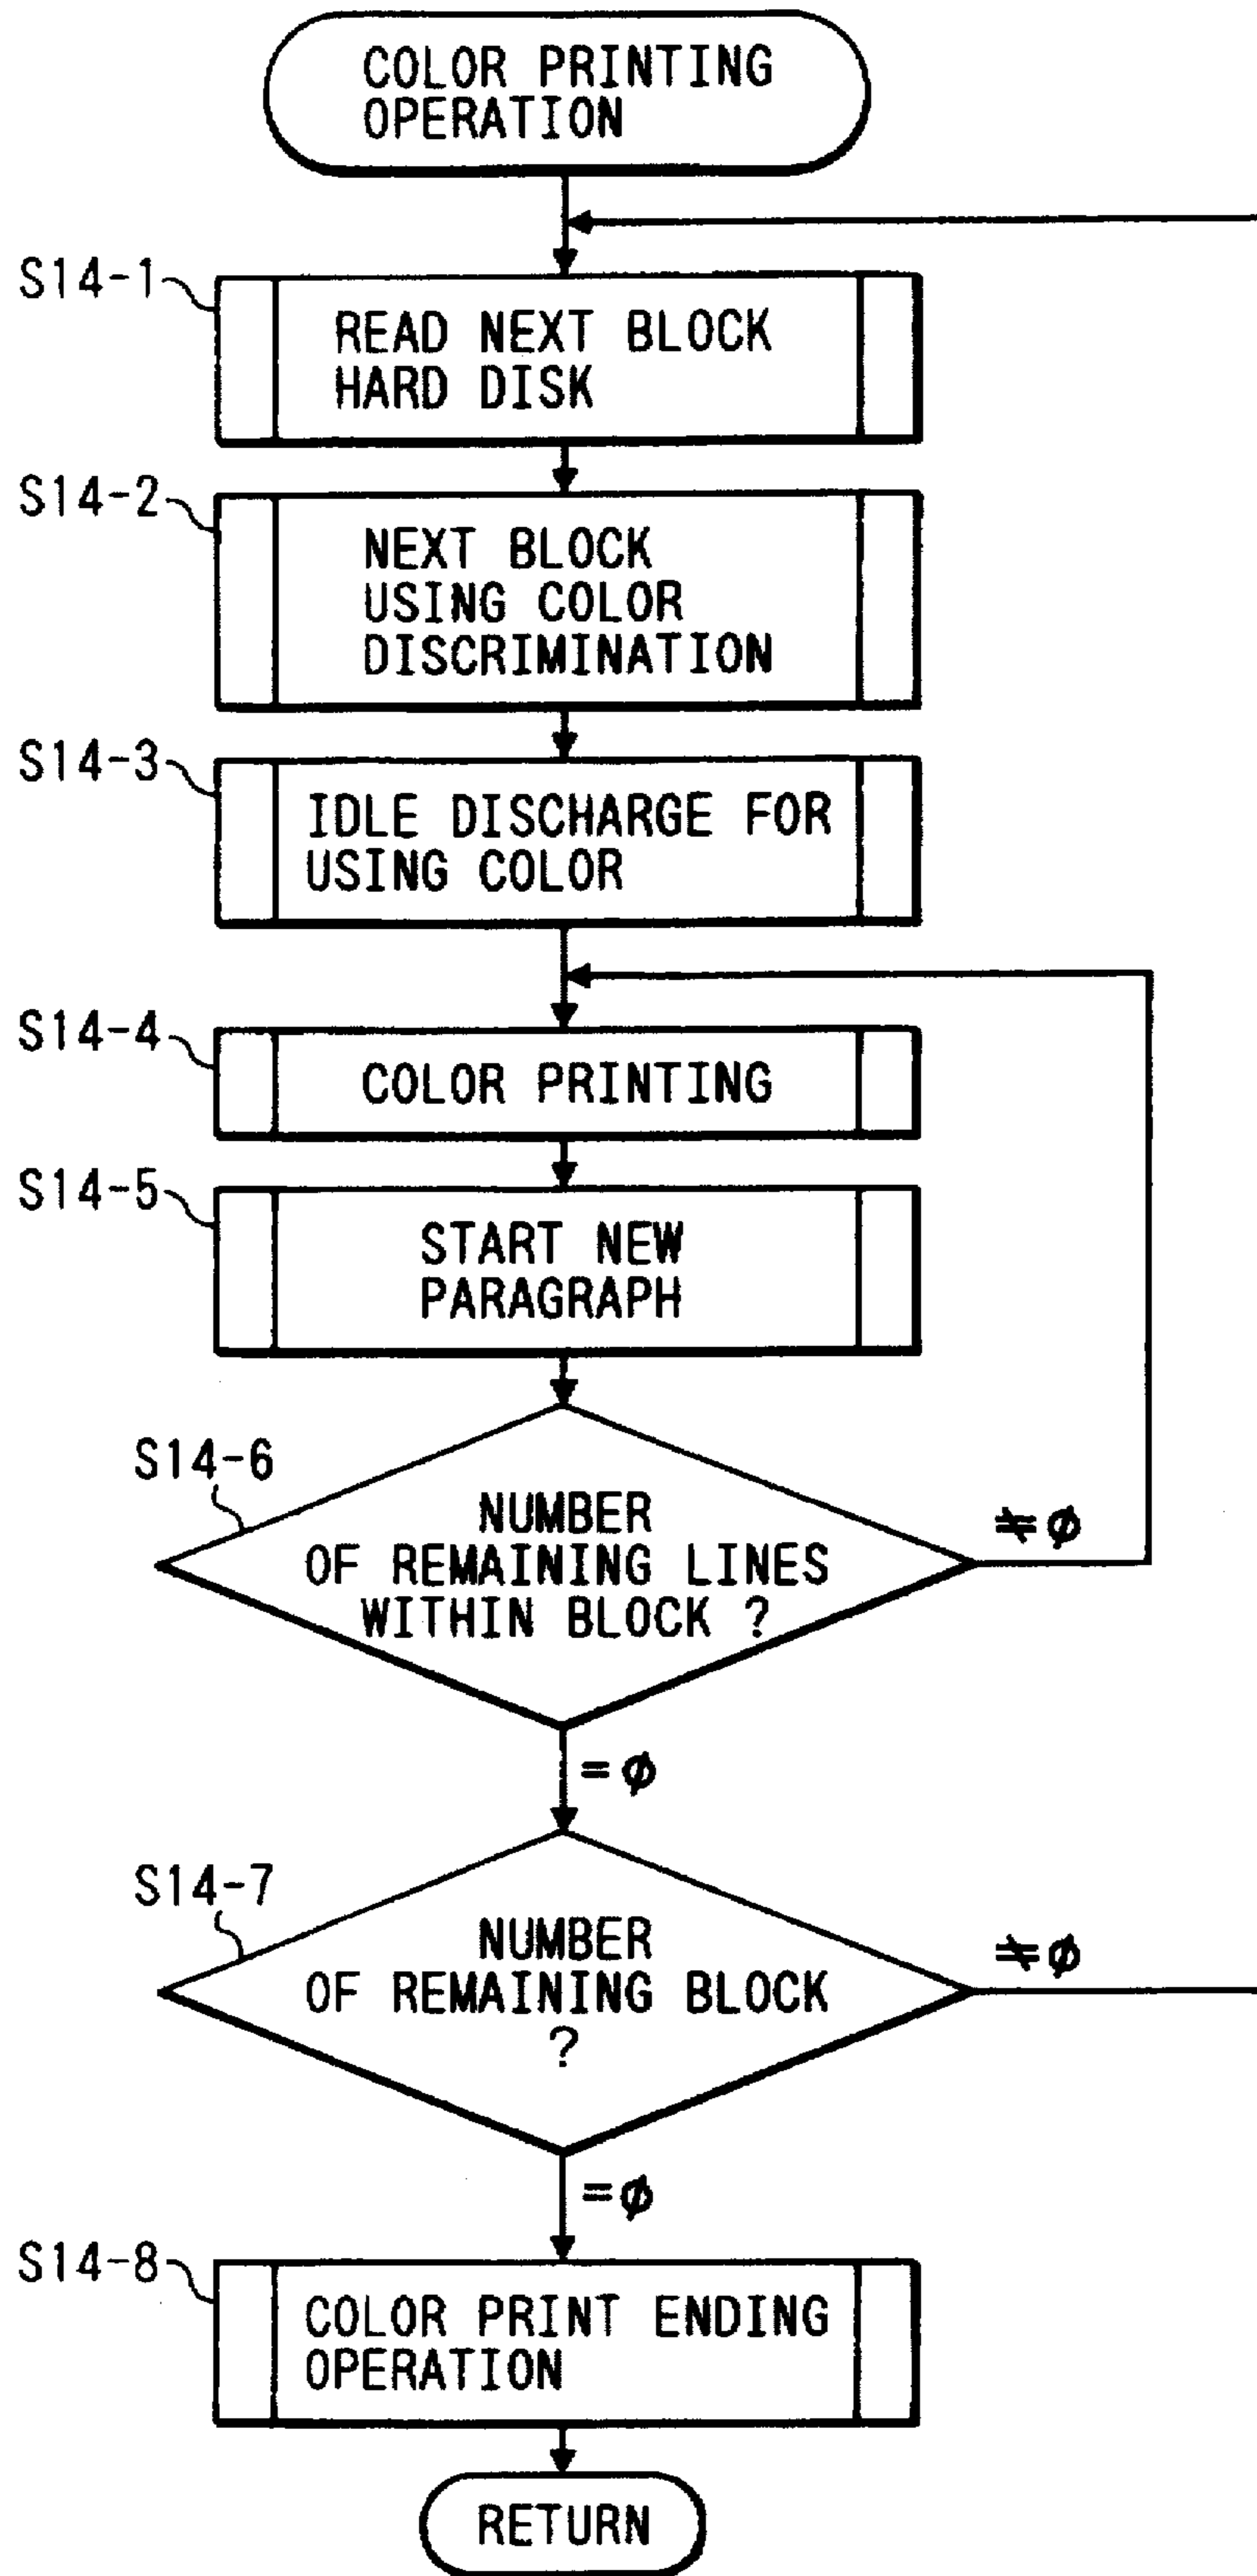 COLOR PRINTING
OPERATION
S14-1
READ NEXT BLOCK
HARD DISK
S14-2
NEXT BLOCK
USING COLOR
DISCRIMINATION
S14-3
IDLE DISCHARGE FOR
USING COLOR
S14-4
COLOR PRINTING
S14-5
START NEW
PARAGRAPH
S14-6
NUMBER
OF REMAINING LINES
WITHIN BLOCK ?
≠ø
=ø
S14-7
NUMBER
OF REMAINING BLOCK
?
≠ø
=ø
S14-8
COLOR PRINT ENDING
OPERATION
RETURN